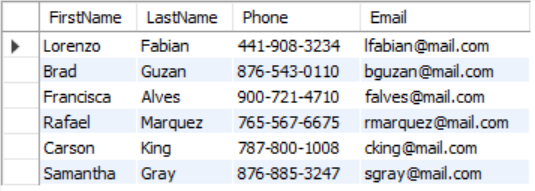 FirstName LastName Phone Email
Lorenzo Fabian 441-908-3234 lfabian@mail.com
Brad Guzan 876-543-0110 bguzan@mail.com
Francisca Alves 900-721-4710 falves@mail.com
Rafael Marquez 765-567-6675 rmarquez@mail.com
Carson King 787-800-1008 cking@mail.com
Samantha Gray 876-885-3247 sgray@mail.com